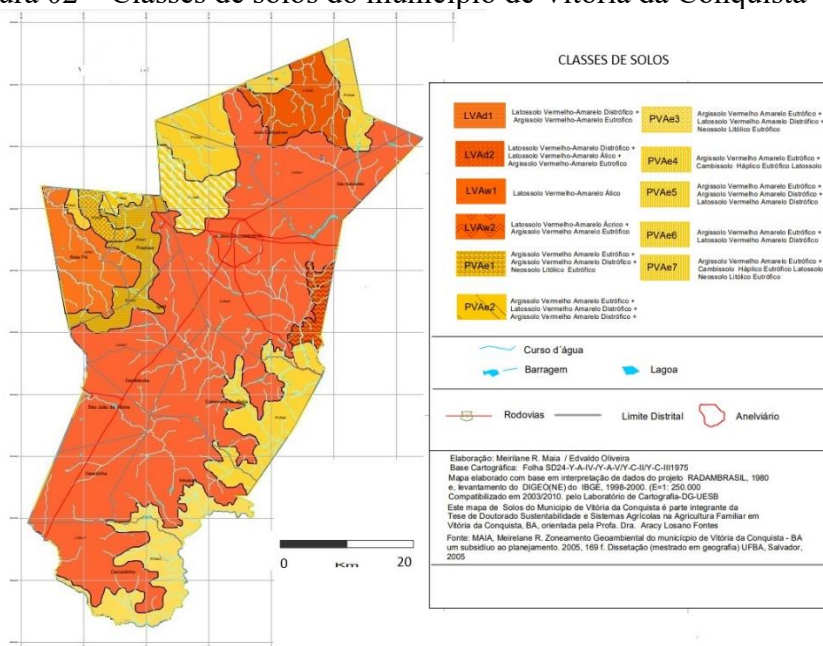 ura 02 – Classes de solos do município de Vitória da Conquista
CLASSES DE SOLOS
LVAd1
Latossolo Vermelho-Amarelo Distrófico +
Argissolo Vermelho-Amarelo Eutrofico
LVAd2
Latossolo Vermelho-Amarelo Distrófico +
Latossolo Vermelho-Amarelo Álico +
Argissolo Vermelho-Amarelo Eutrófico
LVAw1
Latossolo Vermelho-Amarelo Álico
LVAw2
Latossolo Vermelho-Amarelo Ácrico +
Argissolo Vermelho Amarelo Eutrófico
PVAe1
Argissolo Vermelho Amarelo Eutrófico +
Argissolo Vermelho Amarelo Distrófico +
Neossolo Litólico Eutrófico
PVAe2
Argissolo Vermelho Amarelo Eutrófico +
Latossolo Vermelho Amarelo Distrófico +
Argissolo Vermelho Amarelo Distrófico +
PVAe3
Argissolo Vermelho Amarelo Eutrófico +
Latossolo Vermelho Amarelo Distrófico +
Neossolo Litólico Eutrófico
PVAe4
Argissolo Vermelho Amarelo Eutrófico +
Cambissolo Háplico Eutrófico Latossolo
PVAe5
Argissolo Vermelho Amarelo Eutrófico +
Argissolo Vermelho Amarelo Distrófico +
Latossolo Vermelho Amarelo Distrófico
PVAe6
Argissolo Vermelho Amarelo Eutrófico +
Latossolo Vermelho Amarelo Distrófico
PVAe7
Argissolo Vermelho Amarelo Eutrófico +
Cambissolo Háplico Eutrófico Latossolo
Neossolo Litólico Eutrófico
Curso d´água
Barragem
Lagoa
Rodovias
Limite Distrital
Anelviário
Elaboração: Meirilane R. Maia / Edvaldo Oliveira
Base Cartográfica: Folha SD24-Y-A-IV-/Y-A-V/Y-C-II/Y-C-III1975
Mapa elaborado com base em interpretação de dados do projeto RADAMBRASIL, 1980
e, levantamento do DIGEO(NE) do IBGE, 1998-2000. (E=1: 250.000
Compatibilizado em 2003/2010. pelo Laboratório de Cartografia-DG-UESB
Este mapa de Solos do Município de Vitória da Conquista é parte integrante da
Tese de Doutorado Sustentabilidade e Sistemas Agrícolas na Agricultura Familiar em
Vitória da Conquista, BA, orientada pela Profa. Dra. Aracy Losano Fontes
Fonte: MAIA, Meirelane R. Zoneamento Geoambiental do município de Vitória da Conquista - BA
um subsidiuo ao planejamento. 2005, 169 f. Dissetação (mestrado em geografia) UFBA, Salvador,
2005
0 Km 20